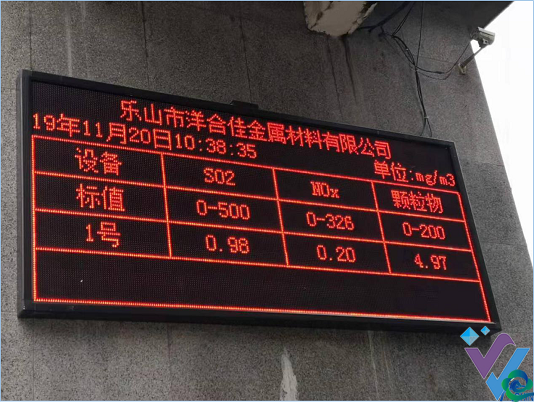 乐山市洋合佳金属材料有限公司
19年11月20日10:38:35 单位:mg/m3
设备 SO2 NOx 颗粒物
标值 0-500 0-326 0-200
1号 0.98 0.20 4.97